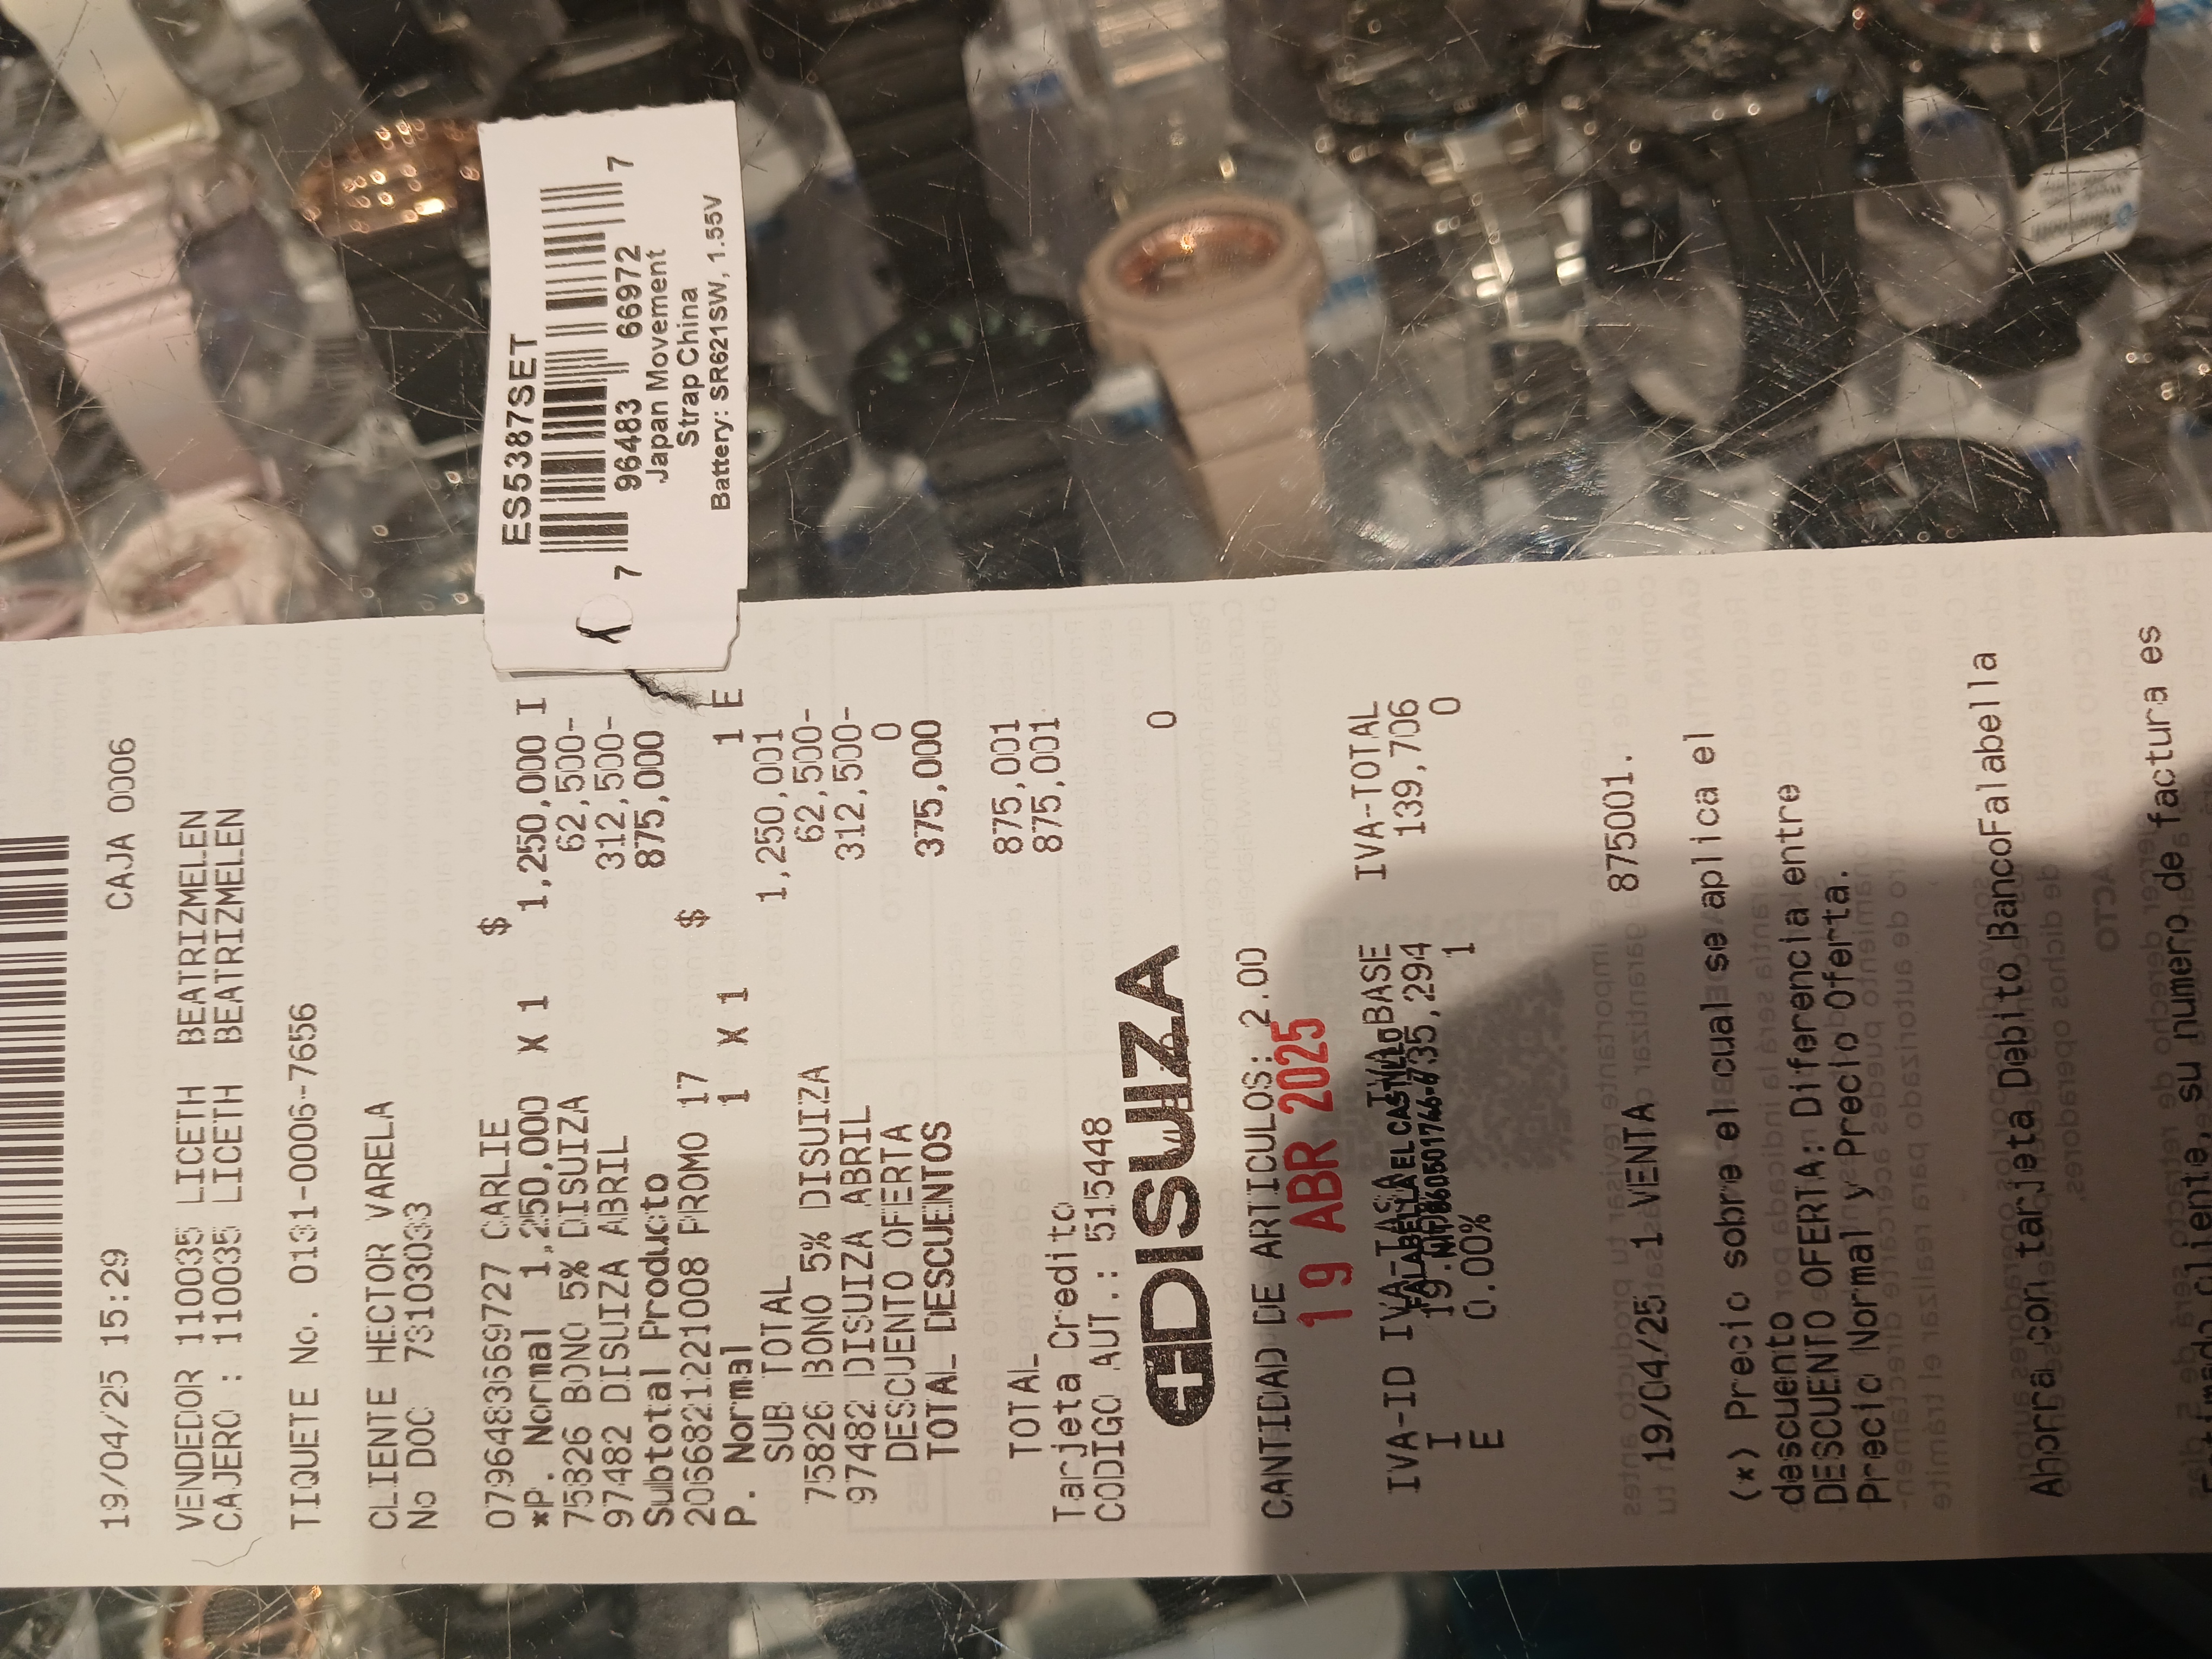 19/04/25 15:29 CAJA 0006
VENDEDOR 110035 LICETH BEATRIZMELEN
CAJERO : 110035 LICETH BEATRIZMELEN
TIQUETE No. 0131-0006-7656
CLIENTE HECTOR VARELA
No DOC 73103033
$
0796483569727 CARLIE
*P. Normal 1,250,000 X 1 1,250,000 I
75826 BONO 5% DISUIZA 62,500-
97482 DISUIZA ABRIL 312,500-
Subtotal Producto 875,000
2056821221008 PROMO 17 $
P. Normal 1 X 1 1 E
SUB TOTAL 1,250,001
75826 BONO 5% DISUIZA 62,500-
97482 DISUIZA ABRIL 312,500-
DESCUENTO OFERTA 0
TOTAL DESCUENTOS 375,000
TOTAL 875,001
Tarjeta Credito 875,001
CODIGO AUT.: 515448
DISUIZA
0
CANTIDAD DE ARTICULOS: 2.00
19 ABR 2025
IVA-ID IVA-TASA IVA BASE IVA-TOTAL
FALABELLA EL CASTILLO
I 19. 735,294 139,706
E 0.00% 1 0
19/04/25 1 VENTA 875001.
(*) Precio sobre el cual se aplica el
descuento
DESCUENTO OFERTA: Diferencia entre
Precio Normal y Precio Oferta.
Ahorra con tarjeta Debito BancoFalabella
Estimado cliente, su numero de factura es
ES5387SET
7 96483 66972 7
Japan Movement
Strap China
Battery: SR621SW, 1.55V